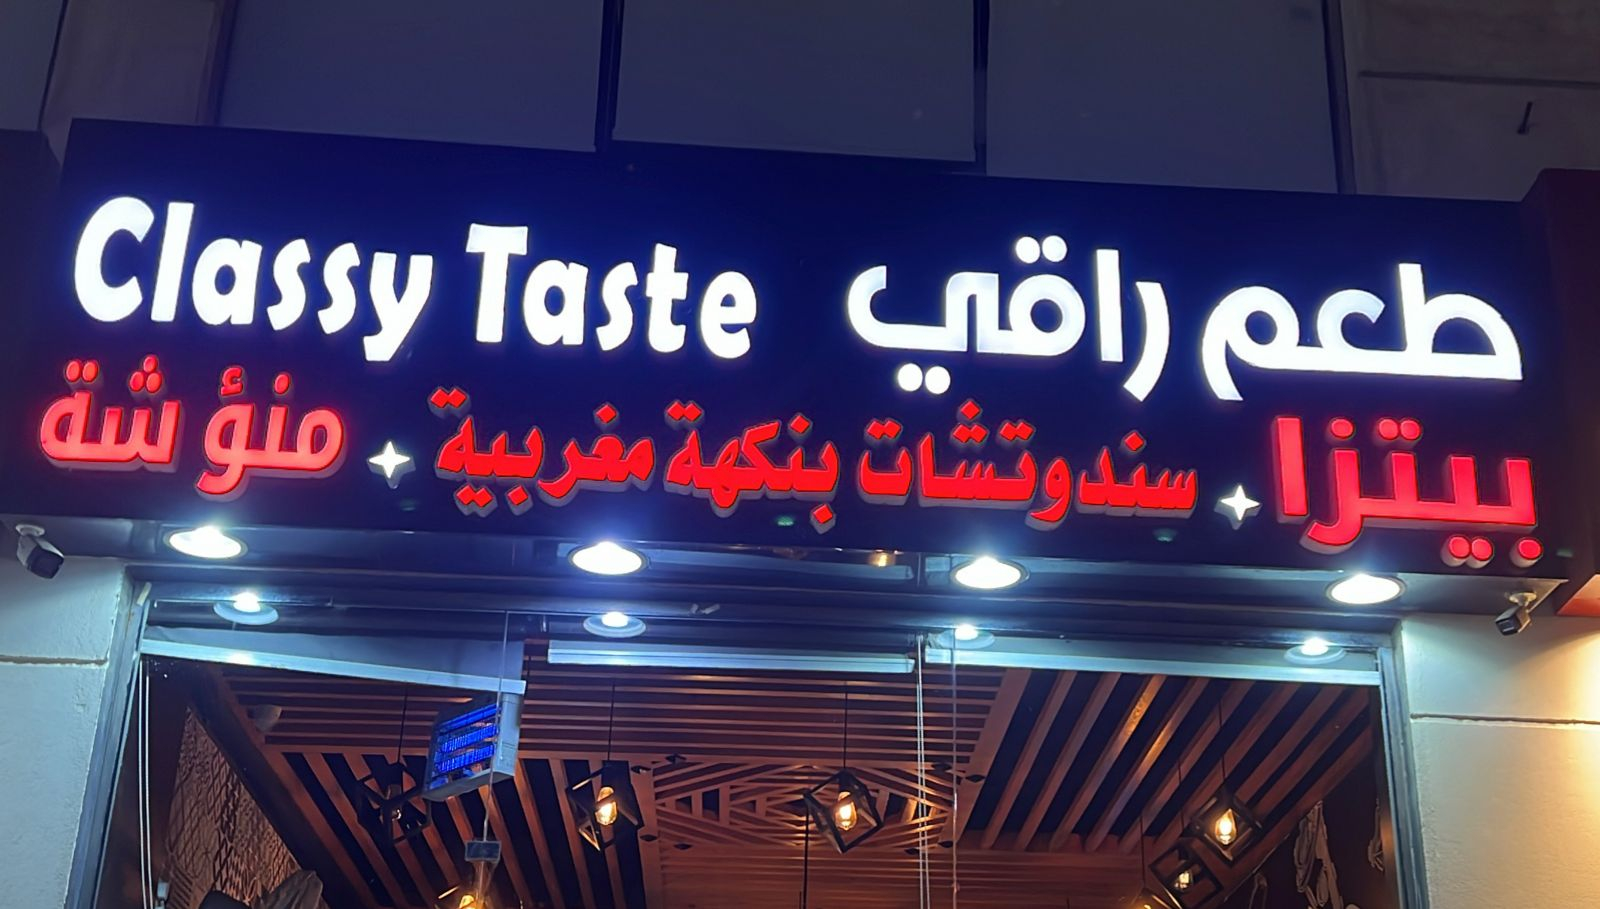 Classy Taste طعم راقي
بيتزا ✦ سندوتشات بنكهة مغربية ✦ منؤشة